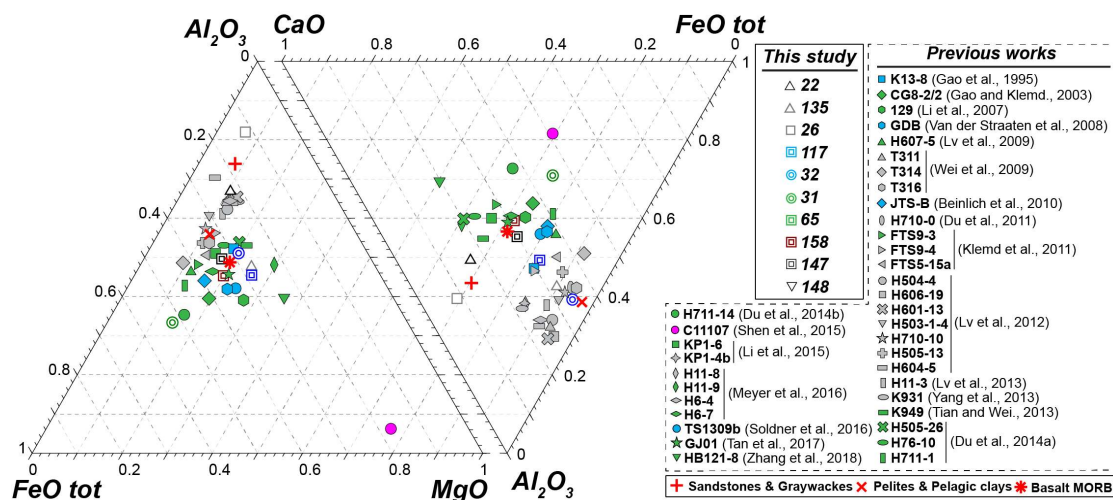 Al2O3
CaO
FeO tot
0
1
0.8
0.6
0.4
0.2
0
0.2
0.4
0.6
0.8
1
1
0.8
0.6
0.4
0.2
0
0
0.2
0.4
0.6
0.8
1
FeO tot
MgO
Al2O3
This study
22
135
26
117
32
31
65
158
147
148
Previous works
K13-8 (Gao et al., 1995)
CG8-2/2 (Gao and Klemd., 2003)
129 (Li et al., 2007)
GDB (Van der Straaten et al., 2008)
H607-5 (Lv et al., 2009)
T311
T314 (Wei et al., 2009)
T316
JTS-B (Beinlich et al., 2010)
H710-0 (Du et al., 2011)
FTS9-3
FTS9-4 (Klemd et al., 2011)
FTS5-15a
H504-4
H606-19
H601-13
H503-1-4 (Lv et al., 2012)
H710-10
H505-13
H604-5
H11-3 (Lv et al., 2013)
K931 (Yang et al., 2013)
K949 (Tian and Wei., 2013)
H505-26
H76-10 (Du et al., 2014a)
H711-1
H711-14 (Du et al., 2014b)
C11107 (Shen et al., 2015)
KP1-6
KP1-4b (Li et al., 2015)
H11-8
H11-9 (Meyer et al., 2016)
H6-4
H6-7
TS1309b (Soldner et al., 2016)
GJ01 (Tan et al., 2017)
HB121-8 (Zhang et al., 2018)
Sandstones & Graywackes Pelites & Pelagic clays Basalt MORB